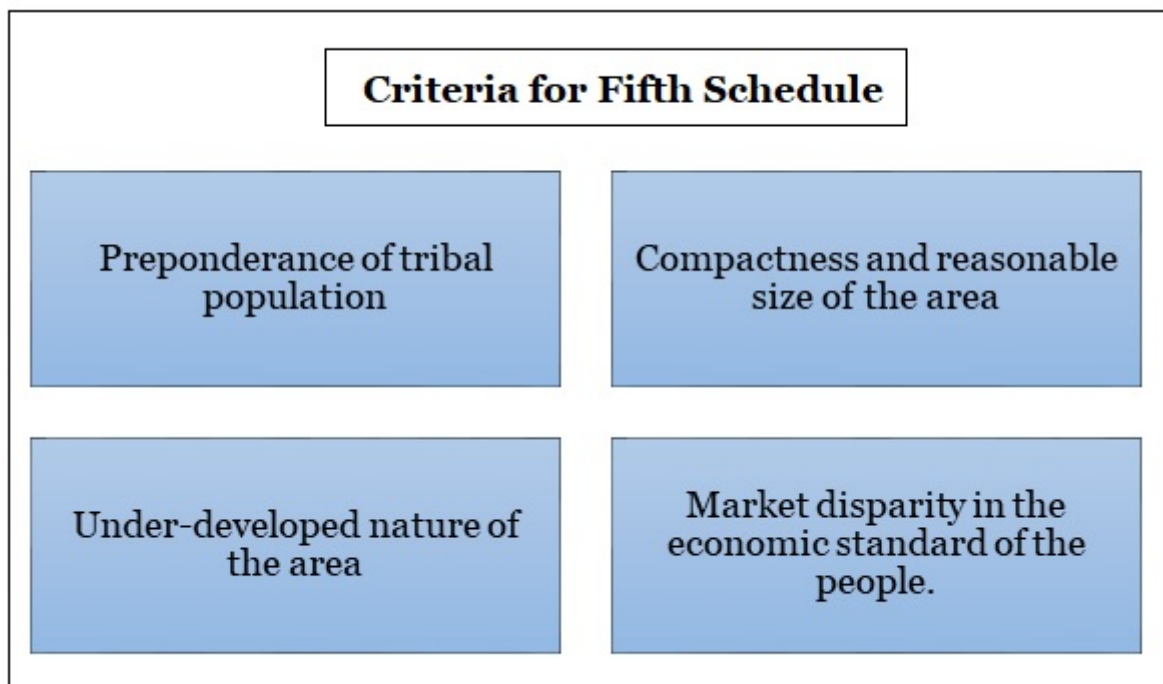 Criteria for Fifth Schedule
Preponderance of tribal
population
Compactness and reasonable
size of the area
Under-developed nature of
the area
Market disparity in the
economic standard of the
people.